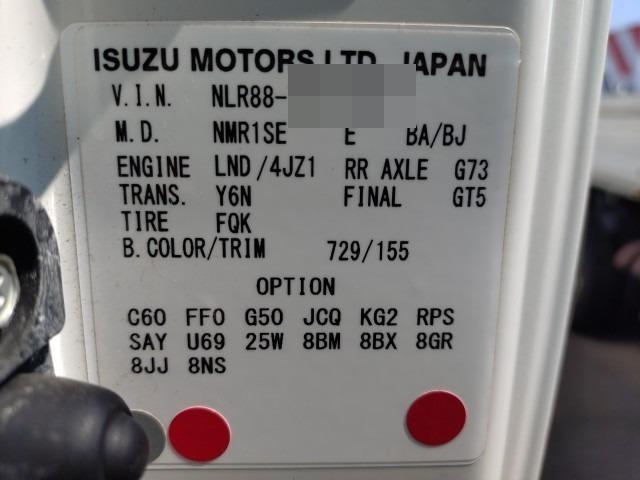 ISUZU MOTORS LTD. JAPAN
V.I.N. NLR88-
M.D. NMR1SE E BA/BJ
ENGINE LND/4JZ1 RR AXLE G73
TRANS. Y6N FINAL GT5
TIRE FQK
B.COLOR/TRIM 729/155
OPTION
C60 FF0 G50 JCQ KG2 RPS
SAY U69 25W 8BM 8BX 8GR
8JJ 8NS